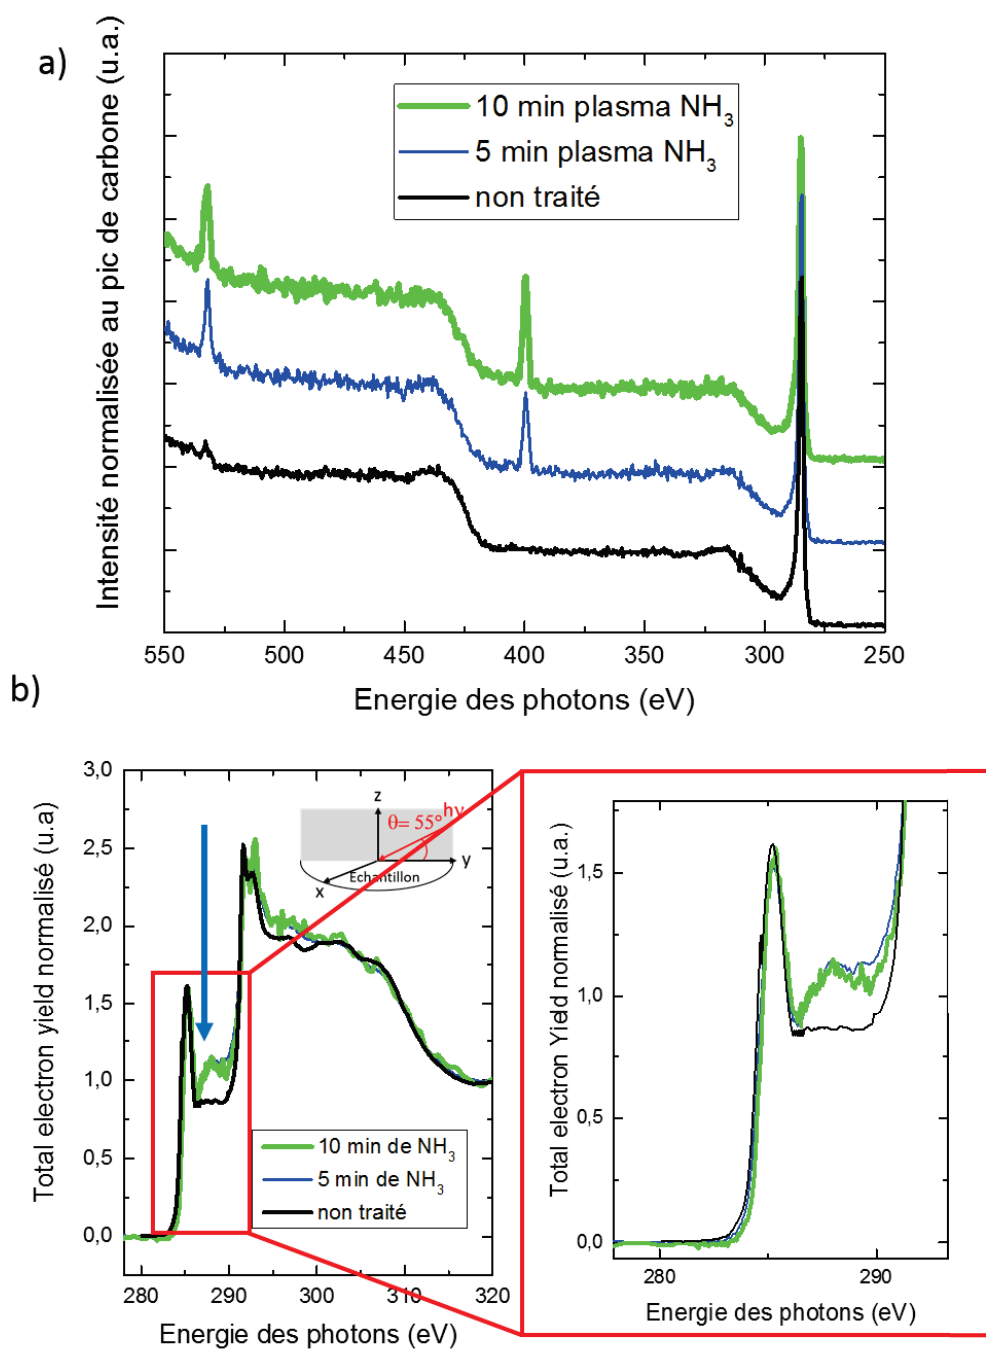 a)
Intensité normalisée au pic de carbone (u.a.)
10 min plasma NH₃
5 min plasma NH₃
non traité
550 500 450 400 350 300 250
Energie des photons (eV)
b)
Total electron yield normalisé (u.a)
3,0
2,5
2,0
1,5
1,0
0,5
0,0
z
θ= 55°
hν
y
x
Echantillon
10 min de NH₃
5 min de NH₃
non traité
280 290 300 310 320
Energie des photons (eV)
Total electron Yield normalisé (u.a.)
1,5
1,0
0,5
0,0
280 290
Energie des photons (eV)